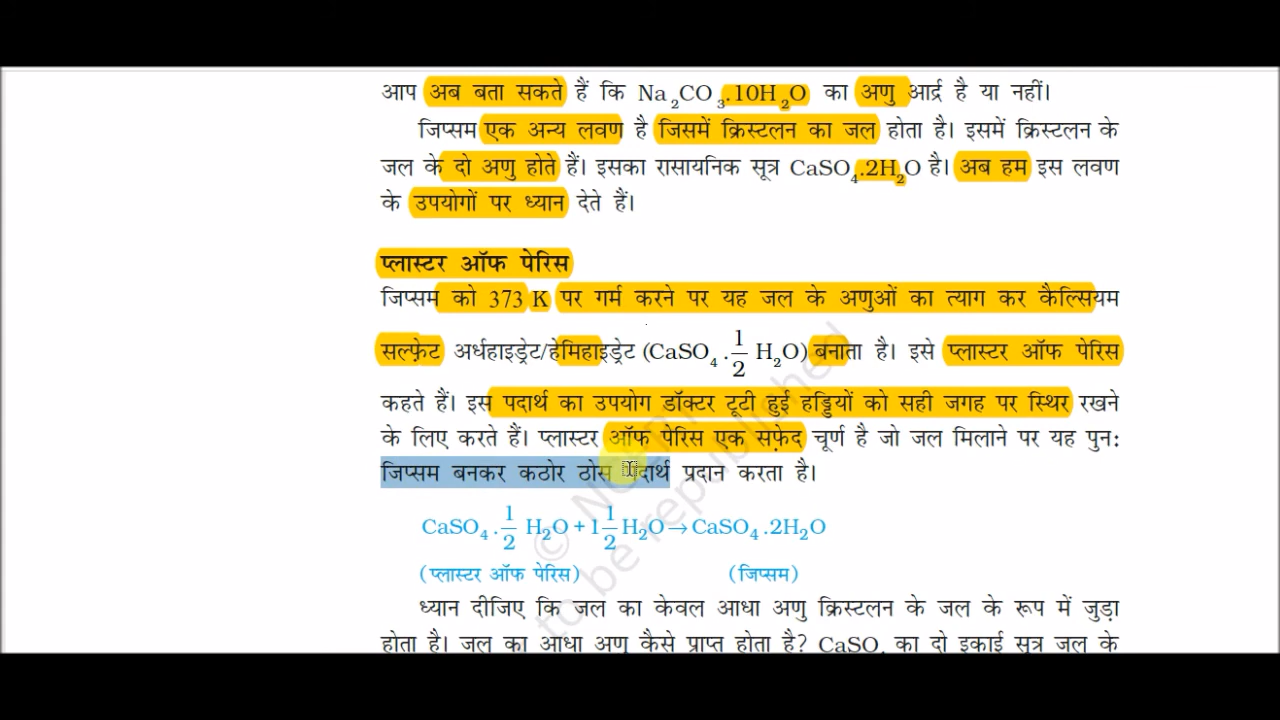 आप अब बता सकते हैं कि Na₂CO₃.10H₂O का अणु आर्द्र है या नहीं।
जिप्सम एक अन्य लवण है जिसमें क्रिस्टलन का जल होता है। इसमें क्रिस्टलन के
जल के दो अणु होते हैं। इसका रासायनिक सूत्र CaSO₄.2H₂O है। अब हम इस लवण
के उपयोगों पर ध्यान देते हैं।
प्लास्टर ऑफ पेरिस
जिप्सम को 373 K पर गर्म करने पर यह जल के अणुओं का त्याग कर कैल्सियम
सल्फ़ेट अर्धहाइड्रेट/हेमिहाइड्रेट (CaSO₄.1/2 H₂O) बनाता है। इसे प्लास्टर ऑफ पेरिस
कहते हैं। इस पदार्थ का उपयोग डॉक्टर टूटी हुई हड्डियों को सही जगह पर स्थिर रखने
के लिए करते हैं। प्लास्टर ऑफ पेरिस एक सफ़ेद चूर्ण है जो जल मिलाने पर यह पुन:
जिप्सम बनकर कठोर ठोस पदार्थ प्रदान करता है।
CaSO₄.1/2 H₂O + 1 1/2 H₂O → CaSO₄.2H₂O
(प्लास्टर ऑफ पेरिस) (जिप्सम)
ध्यान दीजिए कि जल का केवल आधा अणु क्रिस्टलन के जल के रूप में जुड़ा
होता है। जल का आधा अणु कैसे प्राप्त होता है? CaSO₄ का दो इकाई सूत्र जल के
to be republished